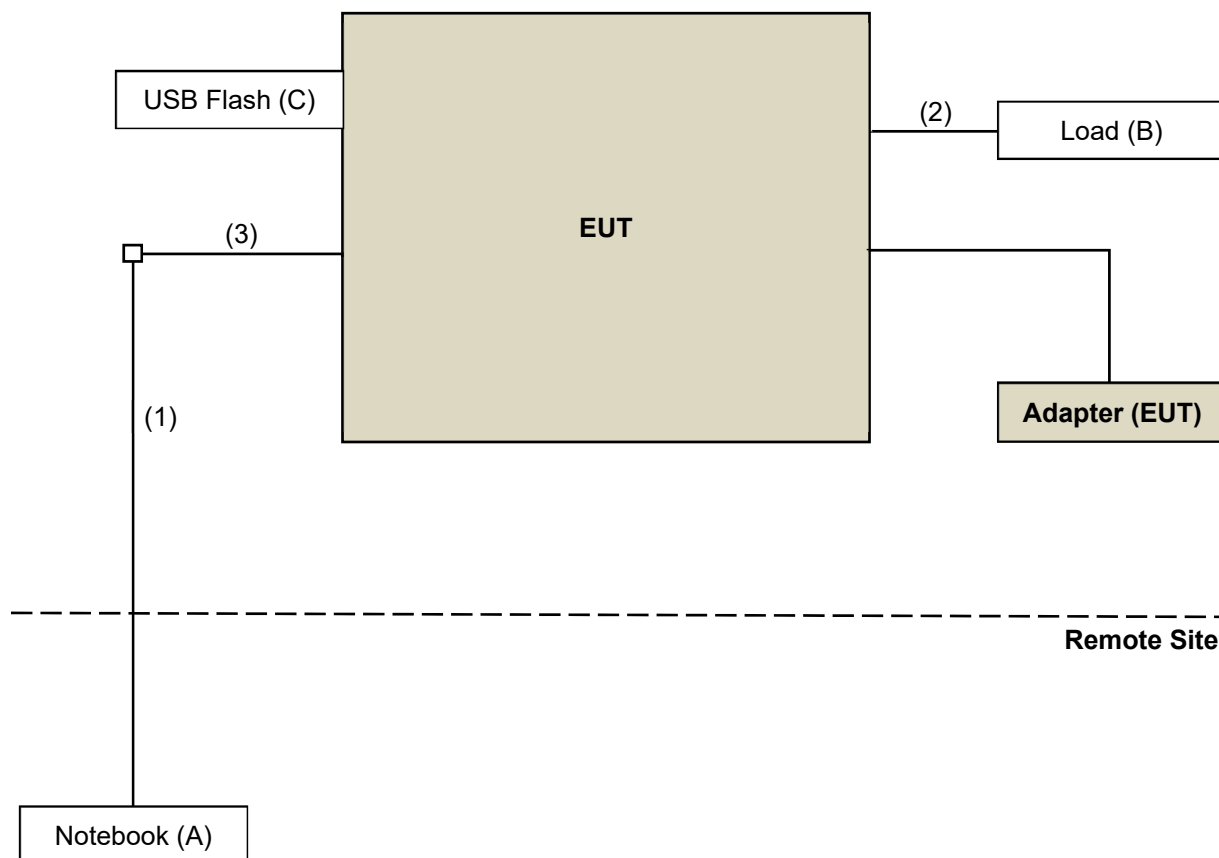 USB Flash (C)
(2)
Load (B)
EUT
(3)
Adapter (EUT)
(1)
Remote Site
Notebook (A)